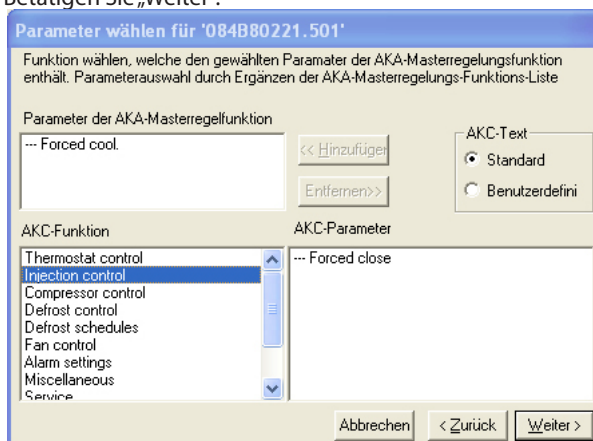 Betätigen Sie „Weiter“.
Parameter wählen für '084B80221.501'
Funktion wählen, welche den gewählten Paramater der AKA-Masterregelungsfunktion
enthält. Parameterauswahl durch Ergänzen der AKA-Masterregelungs-Funktions-Liste
Parameter der AKA-Masterregelfunktion
--- Forced cool.
<< Hinzufügen
Entfernen>>
AKC-Text
Standard
Benutzerdefini
AKC-Funktion
Thermostat control
Injection control
Compressor control
Defrost control
Defrost schedules
Fan control
Alarm settings
Miscellaneous
Service
AKC-Parameter
--- Forced close
Abbrechen
< Zurück
Weiter >